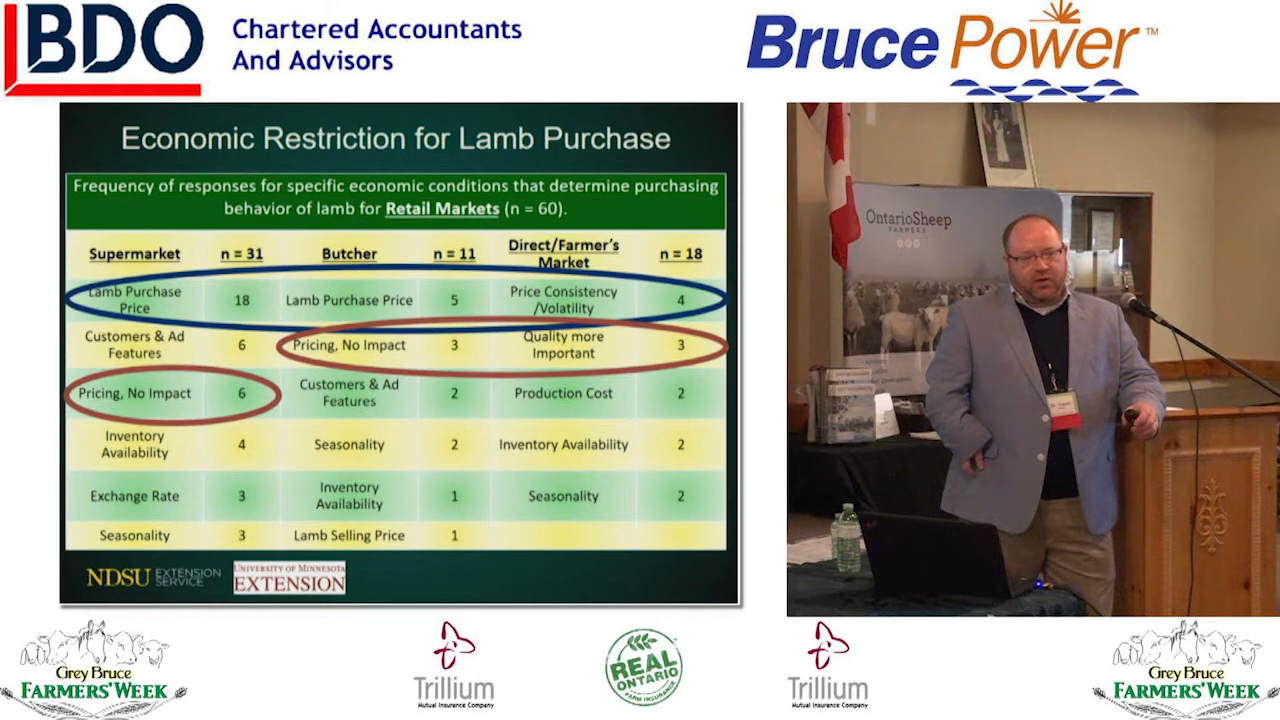 BDO
Chartered Accountants
And Advisors
Bruce Power™
Economic Restriction for Lamb Purchase
Frequency of responses for specific economic conditions that determine purchasing
behavior of lamb for Retail Markets (n = 60).
Supermarket n = 31 Butcher n = 11 Direct/Farmer's Market n = 18
Lamb Purchase Price 18 Lamb Purchase Price 5 Price Consistency /Volatility 4
Customers & Ad Features 6 Pricing, No Impact 3 Quality more Important 3
Pricing, No Impact 6 Customers & Ad Features 2 Production Cost 2
Inventory Availability 4 Seasonality 2 Inventory Availability 2
Exchange Rate 3 Inventory Availability 1 Seasonality 2
Seasonality 3 Lamb Selling Price 1
NDSU EXTENSION SERVICE
UNIVERSITY OF MINNESOTA
EXTENSION
OntarioSheep
FARMERS
Grey Bruce
FARMERS' WEEK
Trillium
Mutual Insurance Company
REAL
ONTARIO
FARM INSURANCE
Trillium
Mutual Insurance Company
Grey Bruce
FARMERS' WEEK